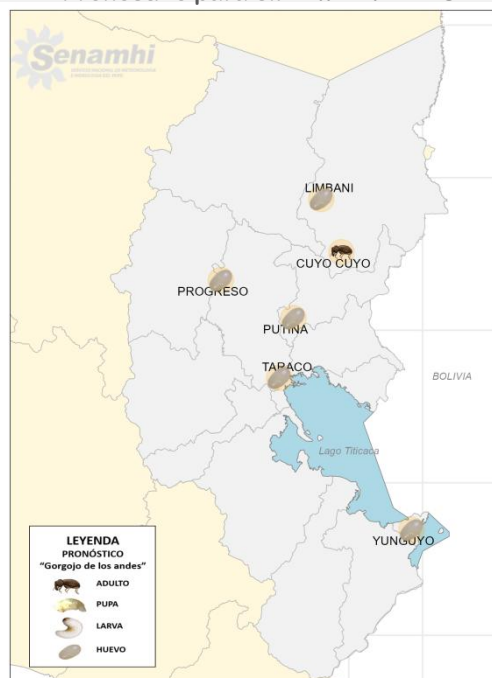 Senamhi
LIMBANI
CUYO CUYO
PROGRESO
PUTINA
TARACO
BOLIVIA
Lago Titicaca
YUNGUYO
LEYENDA
PRONÓSTICO
"Gorgojo de los andes"
ADULTO
PUPA
LARVA
HUEVO